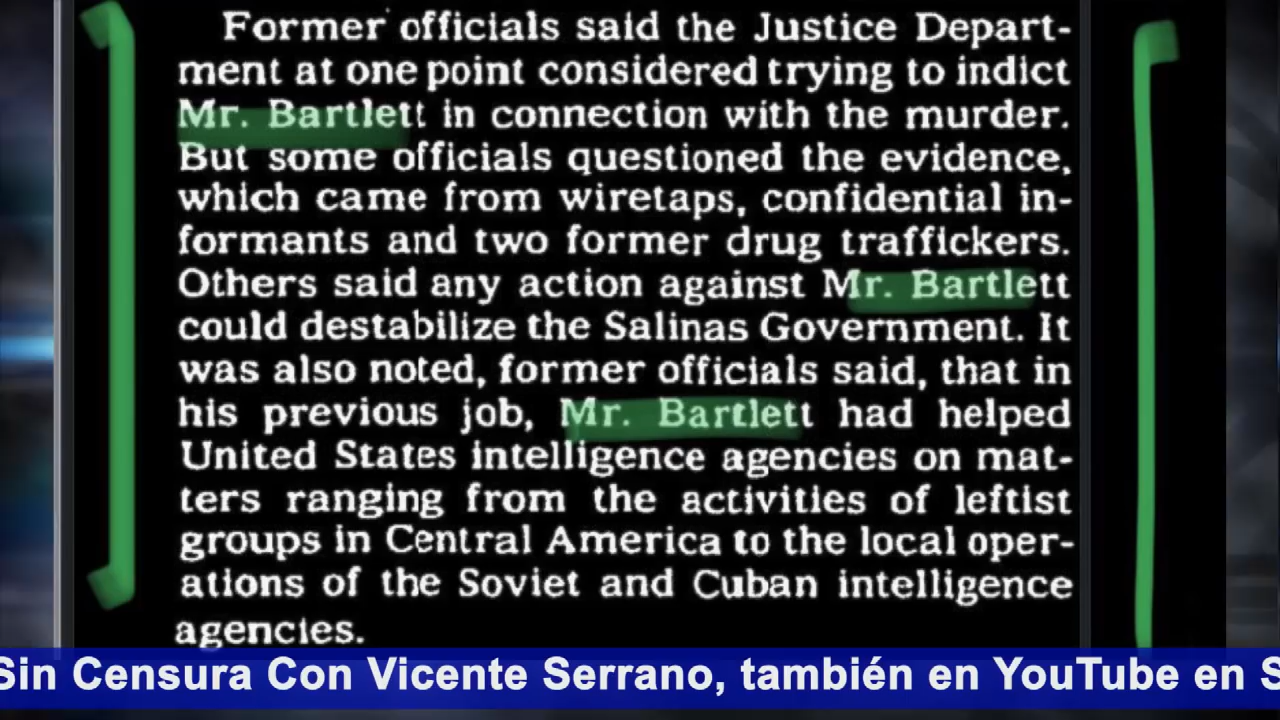 Former officials said the Justice Depart-
ment at one point considered trying to indict
Mr. Bartlett in connection with the murder.
But some officials questioned the evidence,
which came from wiretaps, confidential in-
formants and two former drug traffickers.
Others said any action against Mr. Bartlett
could destabilize the Salinas Government. It
was also noted, former officials said, that in
his previous job, Mr. Bartlett had helped
United States intelligence agencies on mat-
ters ranging from the activities of leftist
groups in Central America to the local oper-
ations of the Soviet and Cuban intelligence
agencies.
Sin Censura Con Vicente Serrano, también en YouTube en S